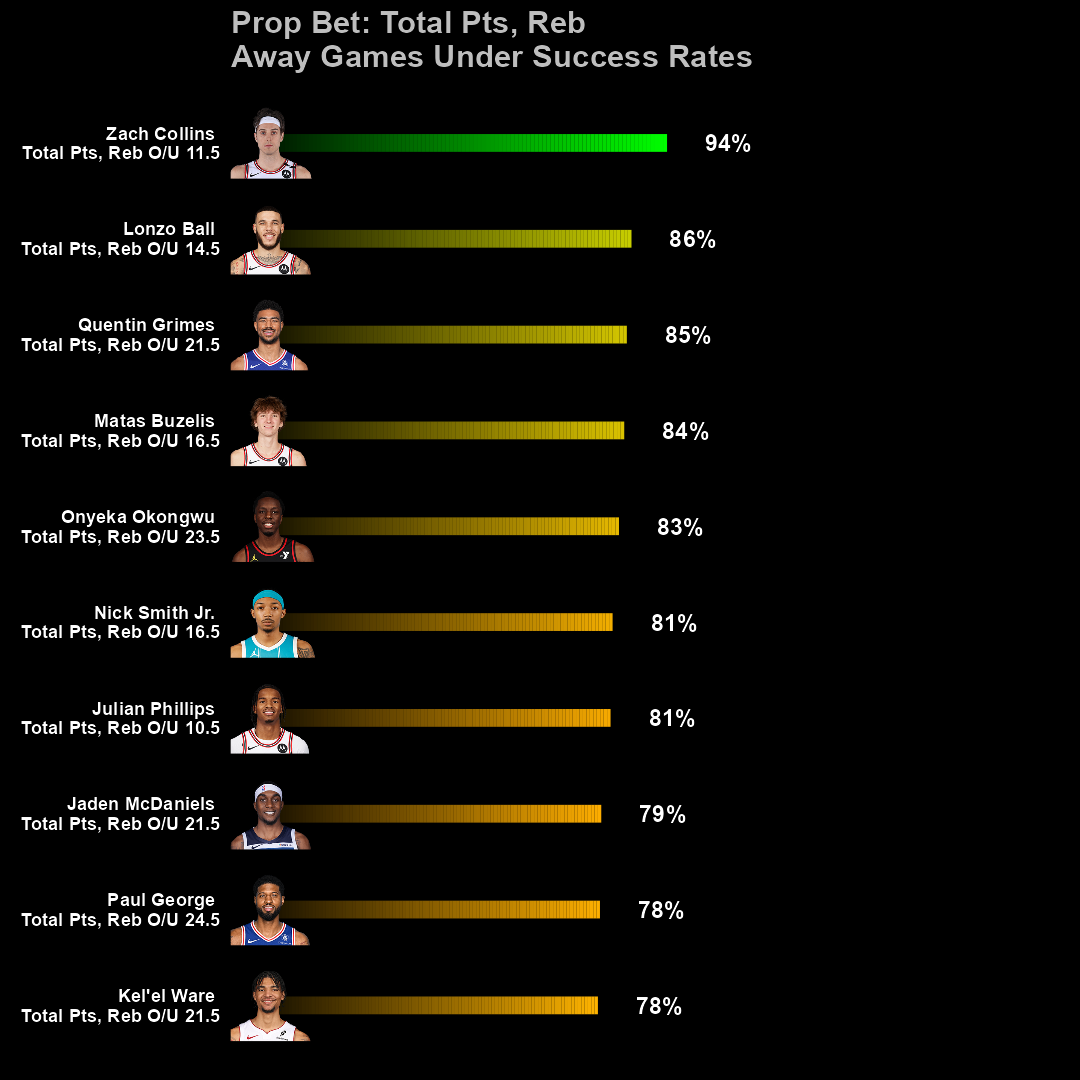 Prop Bet: Total Pts, Reb
Away Games Under Success Rates
Zach Collins
Total Pts, Reb O/U 11.5
94%
Lonzo Ball
Total Pts, Reb O/U 14.5
86%
Quentin Grimes
Total Pts, Reb O/U 21.5
85%
Matas Buzelis
Total Pts, Reb O/U 16.5
84%
Onyeka Okongwu
Total Pts, Reb O/U 23.5
83%
Nick Smith Jr.
Total Pts, Reb O/U 16.5
81%
Julian Phillips
Total Pts, Reb O/U 10.5
81%
Jaden McDaniels
Total Pts, Reb O/U 21.5
79%
Paul George
Total Pts, Reb O/U 24.5
78%
Kel'el Ware
Total Pts, Reb O/U 21.5
78%